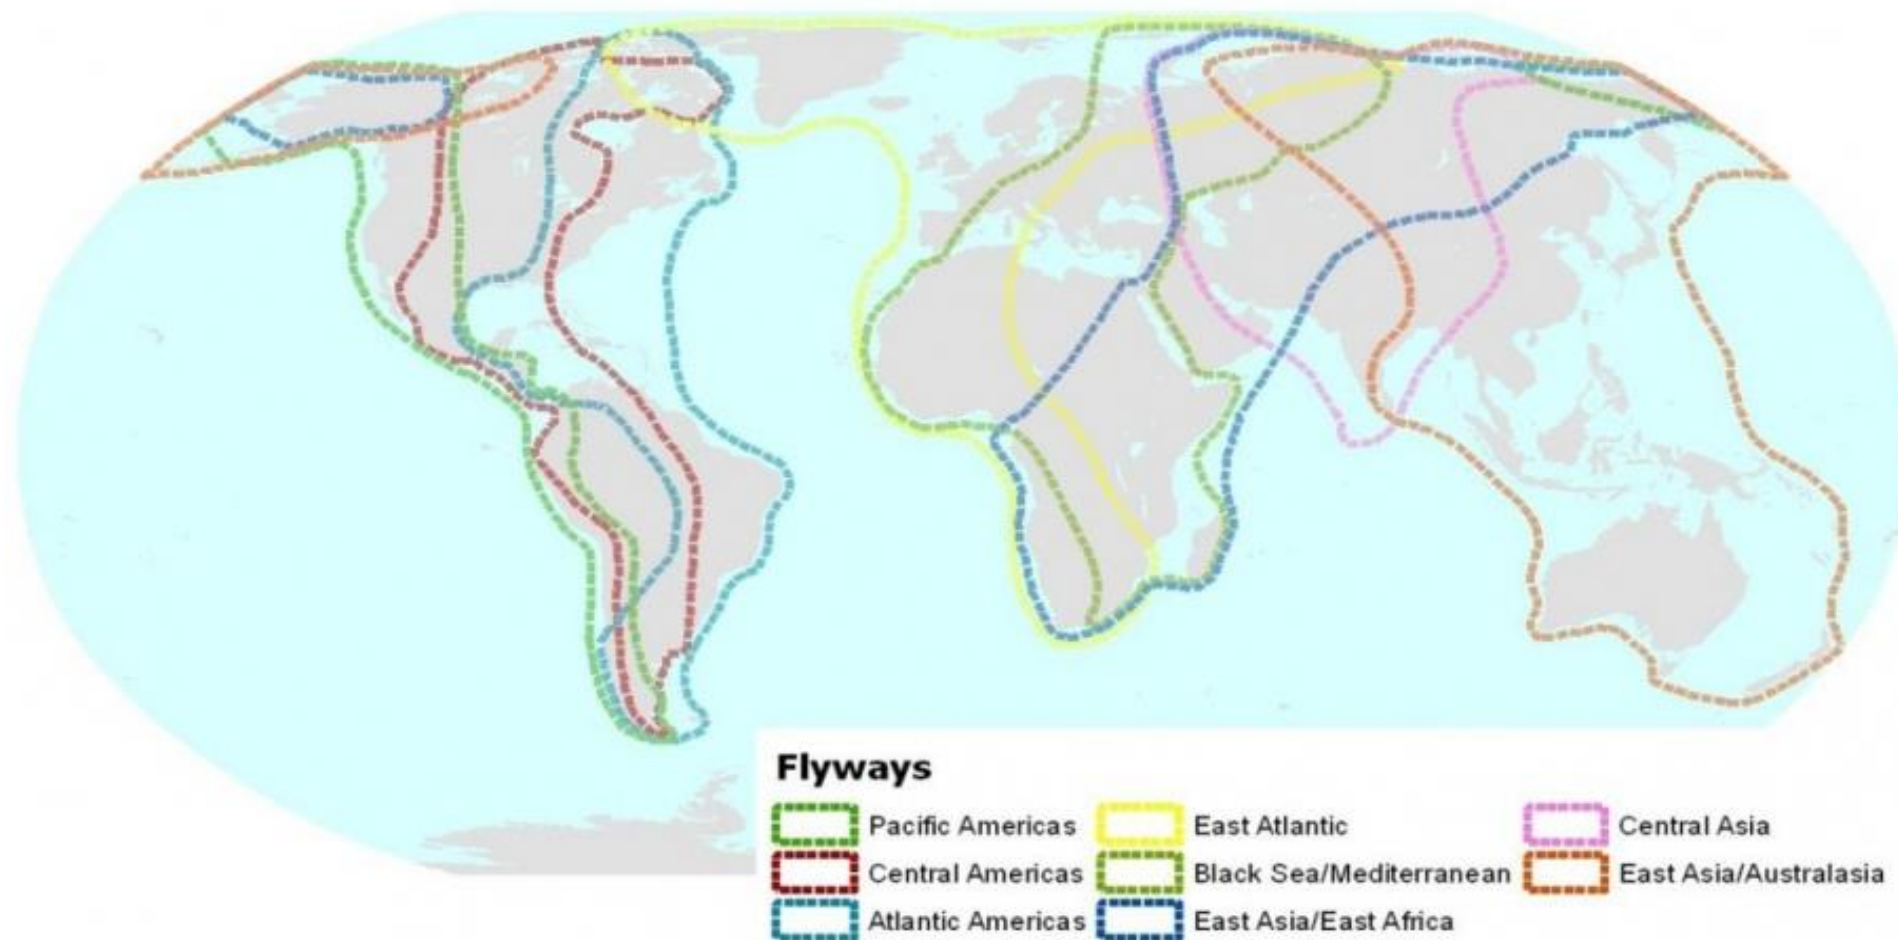 Flyways
Pacific Americas
East Atlantic
Central Asia
Central Americas
Black Sea/Mediterranean
East Asia/Australasia
Atlantic Americas
East Asia/East Africa